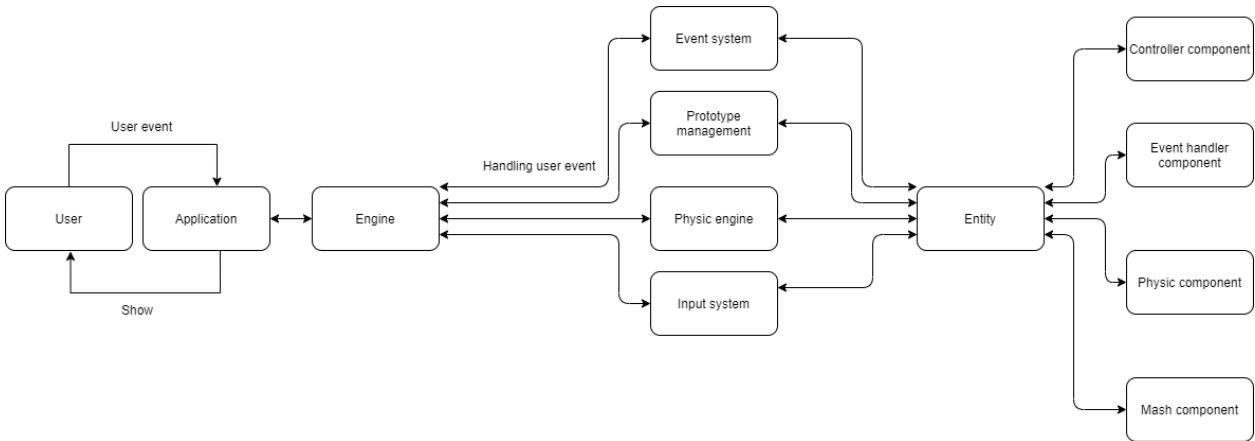 User event
User
Application
Show
Engine
Handling user event
Event system
Prototype
management
Physic engine
Input system
Entity
Controller component
Event handler
component
Physic component
Mash component